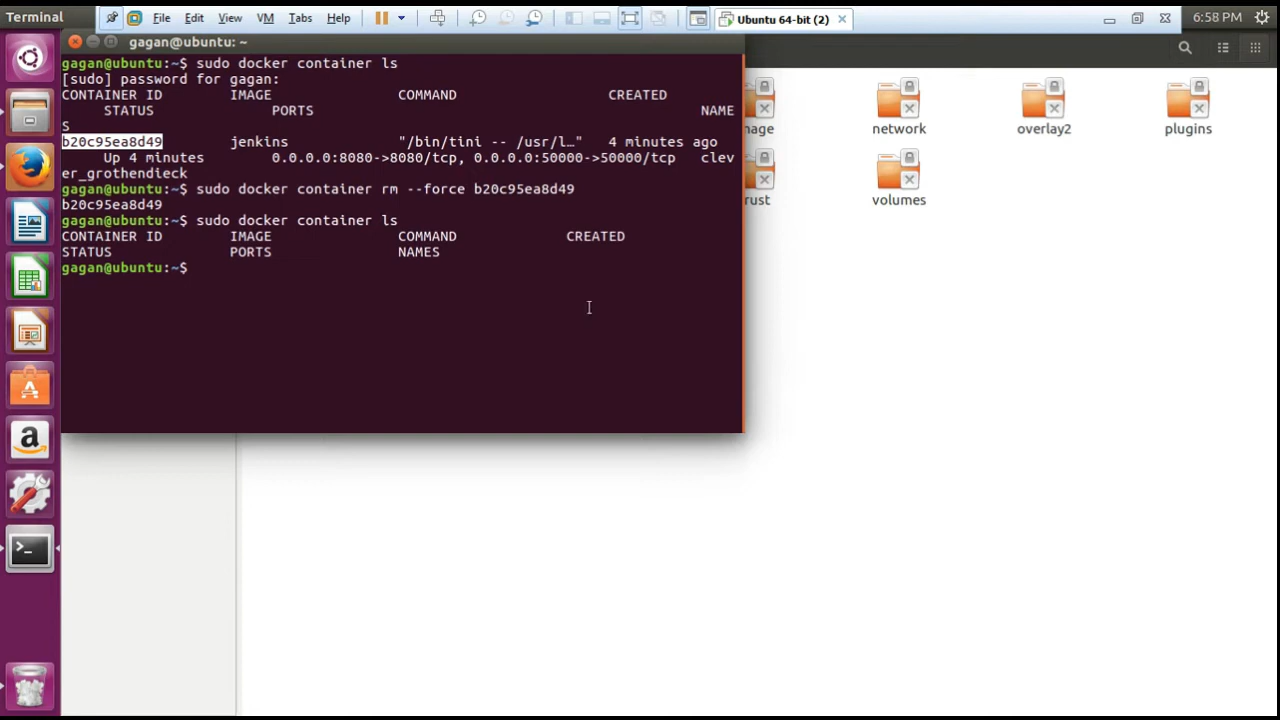 Terminal
File Edit View VM Tabs Help
Ubuntu 64-bit (2)
6:58 PM
gagan@ubuntu: ~
gagan@ubuntu:~$ sudo docker container ls
[sudo] password for gagan:
CONTAINER ID IMAGE COMMAND CREATED
STATUS PORTS NAME
S
b20c95ea8d49 jenkins "/bin/tini -- /usr/l…" 4 minutes ago
Up 4 minutes 0.0.0.0:8080->8080/tcp, 0.0.0.0:50000->50000/tcp clev
er_grothendieck
gagan@ubuntu:~$ sudo docker container rm --force b20c95ea8d49
b20c95ea8d49
gagan@ubuntu:~$ sudo docker container ls
CONTAINER ID IMAGE COMMAND CREATED
STATUS PORTS NAMES
gagan@ubuntu:~$
mage network overlay2 plugins
rust volumes